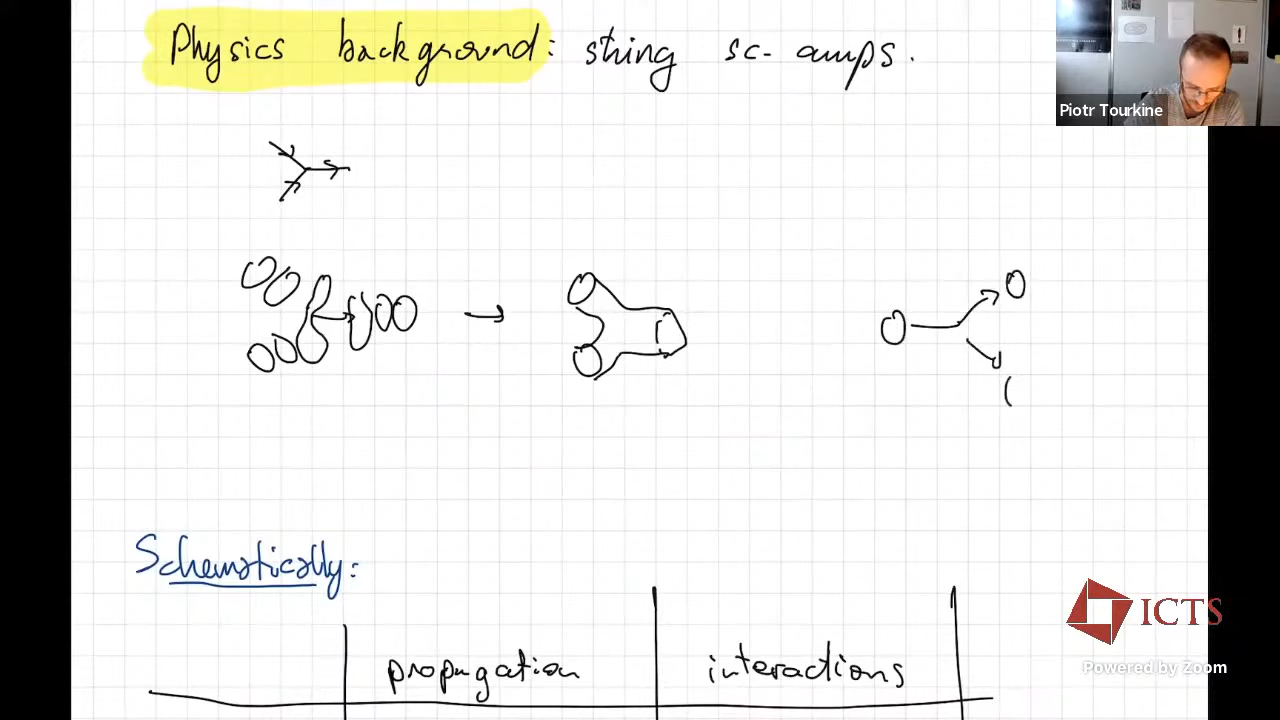 Physics background: string sc- amps.
Piotr Tourkine
Schematically:
propagation interactions
ICTS
Powered by Zoom